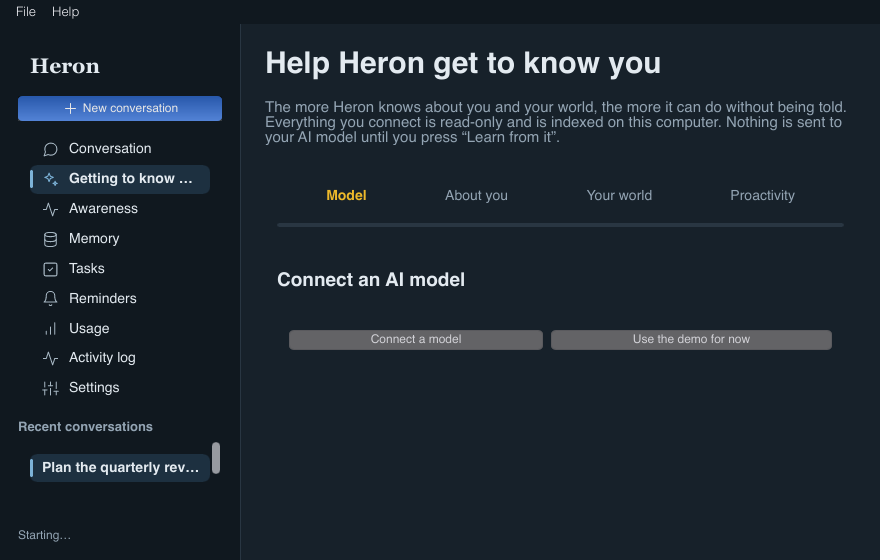 File Help
Heron
New conversation
Conversation
Getting to know ...
Awareness
Memory
Tasks
Reminders
Usage
Activity log
Settings
Recent conversations
Plan the quarterly rev...
Starting...
Help Heron get to know you
The more Heron knows about you and your world, the more it can do without being told.
Everything you connect is read-only and is indexed on this computer. Nothing is sent to
your AI model until you press “Learn from it”.
Model About you Your world Proactivity
Connect an AI model
Connect a model Use the demo for now